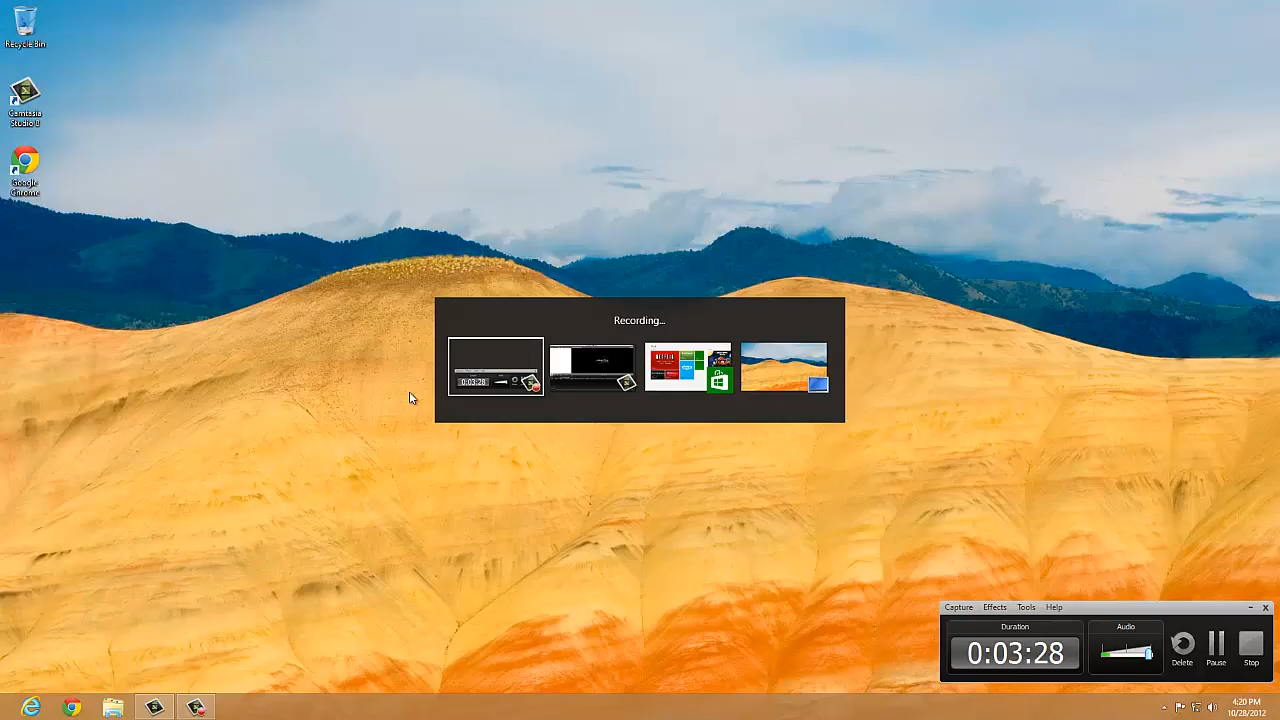 Recycle Bin
Camtasia
Studio 8
Google
Chrome
Recording...
0:03:28
NETFLIX
Capture Effects Tools Help
Duration
Audio
0:03:28
Delete
Pause
Stop
4:20 PM
10/28/2012